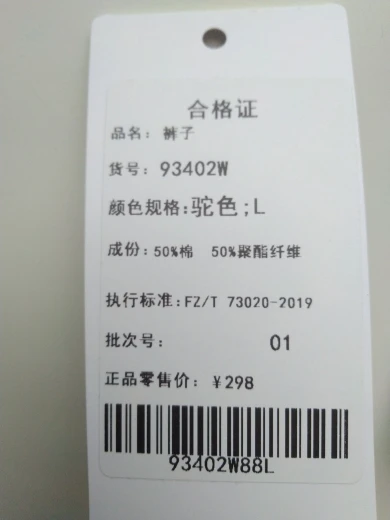 合格证
品名: 裤子
货号: 93402W
颜色规格:驼色;L
成份: 50%棉 50%聚酯纤维
执行标准:FZ/T 73020-2019
批次号: 01
正品零售价: ¥298
93402W88L